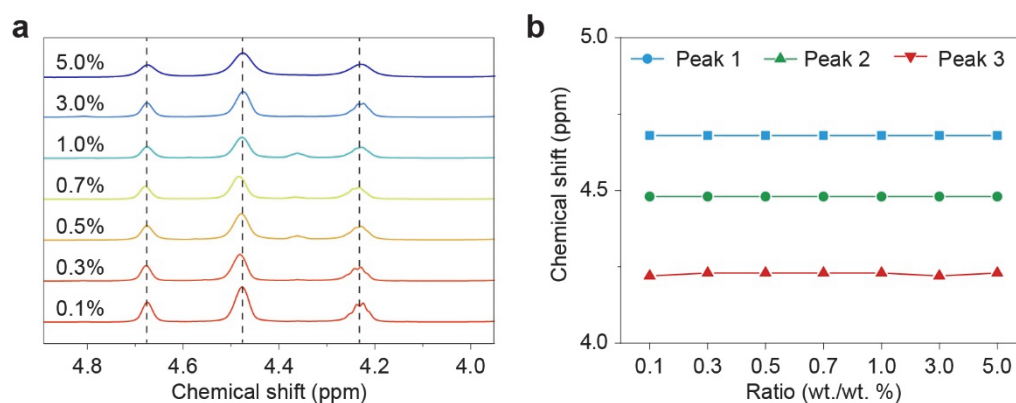 a
5.0%
3.0%
1.0%
0.7%
0.5%
0.3%
0.1%
4.8 4.6 4.4 4.2 4.0
Chemical shift (ppm)
b
Peak 1 Peak 2 Peak 3
Chemical shift (ppm)
5.0
4.5
4.0
0.1 0.3 0.5 0.7 1.0 3.0 5.0
Ratio (wt./wt. %)